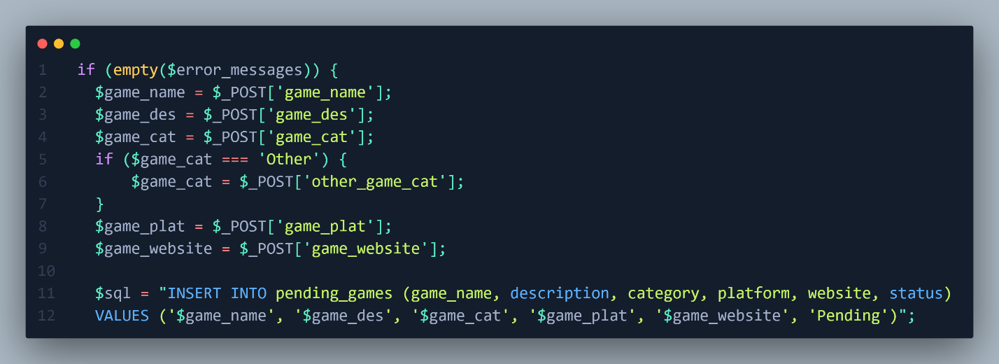 1 if (empty($error_messages)) {
2 $game_name = $_POST['game_name'];
3 $game_des = $_POST['game_des'];
4 $game_cat = $_POST['game_cat'];
5 if ($game_cat === 'Other') {
6 $game_cat = $_POST['other_game_cat'];
7 }
8 $game_plat = $_POST['game_plat'];
9 $game_website = $_POST['game_website'];
10
11 $sql = "INSERT INTO pending_games (game_name, description, category, platform, website, status)
12 VALUES ('$game_name', '$game_des', '$game_cat', '$game_plat', '$game_website', 'Pending')";